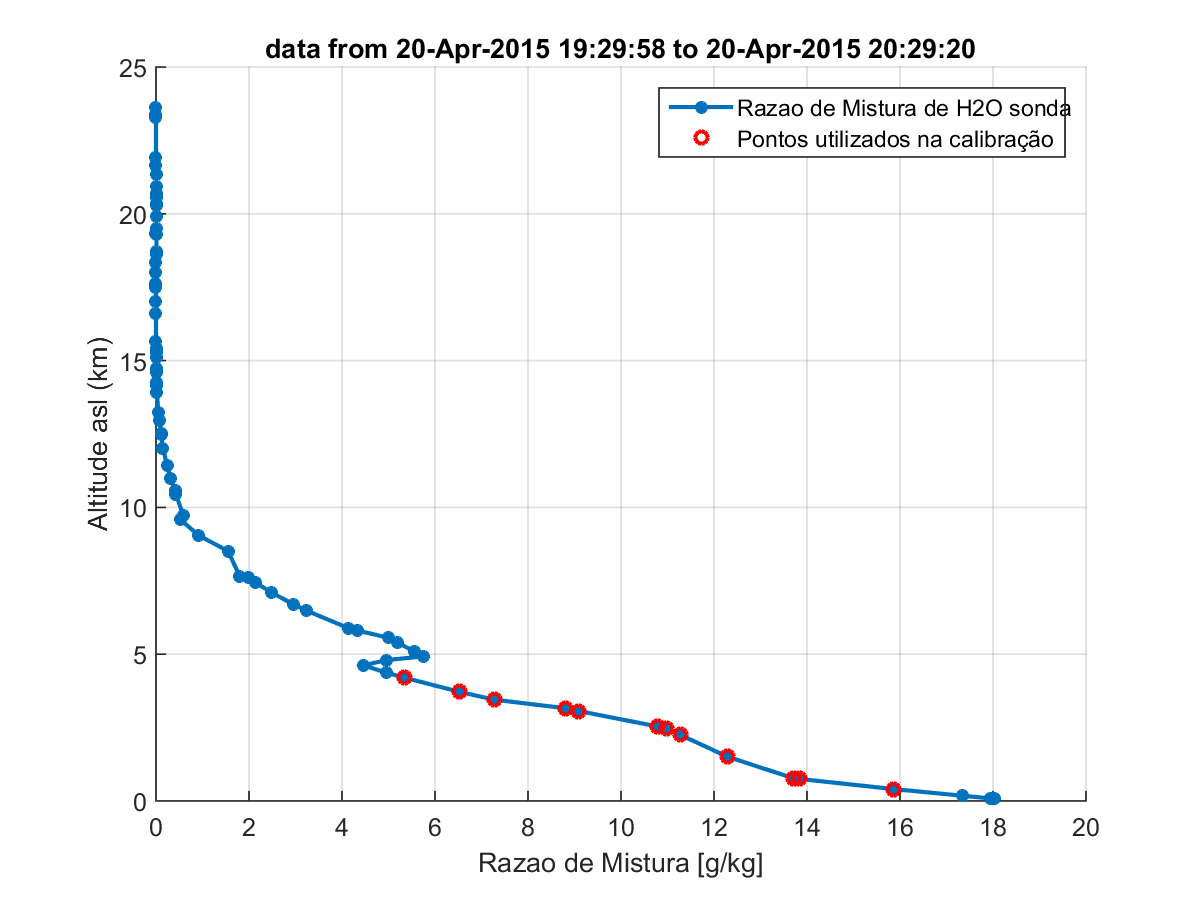 data from 20-Apr-2015 19:29:58 to 20-Apr-2015 20:29:20
Razao de Mistura de H2O sonda
Pontos utilizados na calibração
25
20
15
10
5
0
Altitude asl (km)
0 2 4 6 8 10 12 14 16 18 20
Razao de Mistura [g/kg]